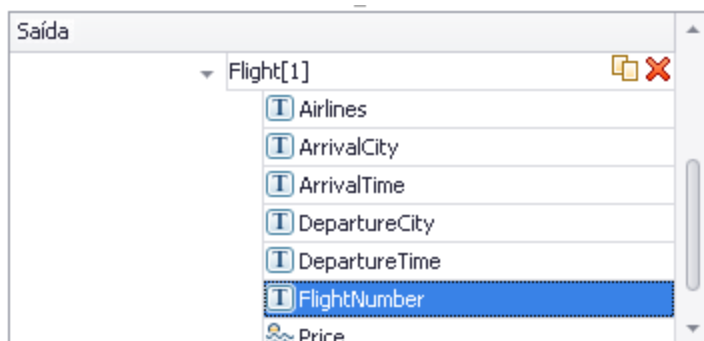 Saída
Flight[1]
Airlines
ArrivalCity
ArrivalTime
DepartureCity
DepartureTime
FlightNumber
Price